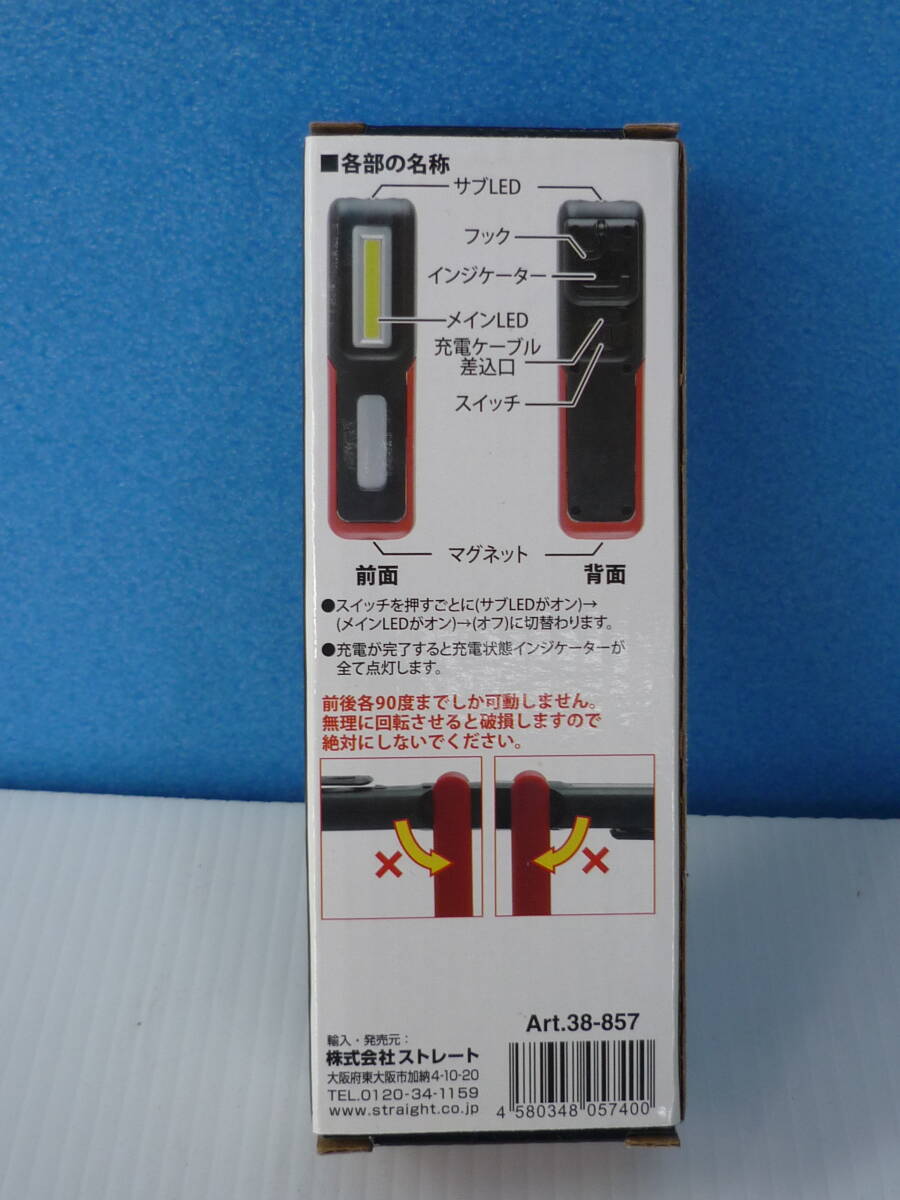 ■各部の名称
サブLED
フック
インジケーター
メインLED
充電ケーブル
差込口
スイッチ
マグネット
前面
背面
●スイッチを押すごとに(サブLEDがオン)→
(メインLEDがオン)→(オフ)に切替わります。
●充電が完了すると充電状態インジケーターが
全て点灯します。
前後各90度までしか可動しません。
無理に回転させると破損しますので
絶対にしないでください。
Art.38-857
輸入・発売元：
株式会社ストレート
大阪府東大阪市加納4-10-20
TEL.0120-34-1159
www.straight.co.jp
4 580348 057400